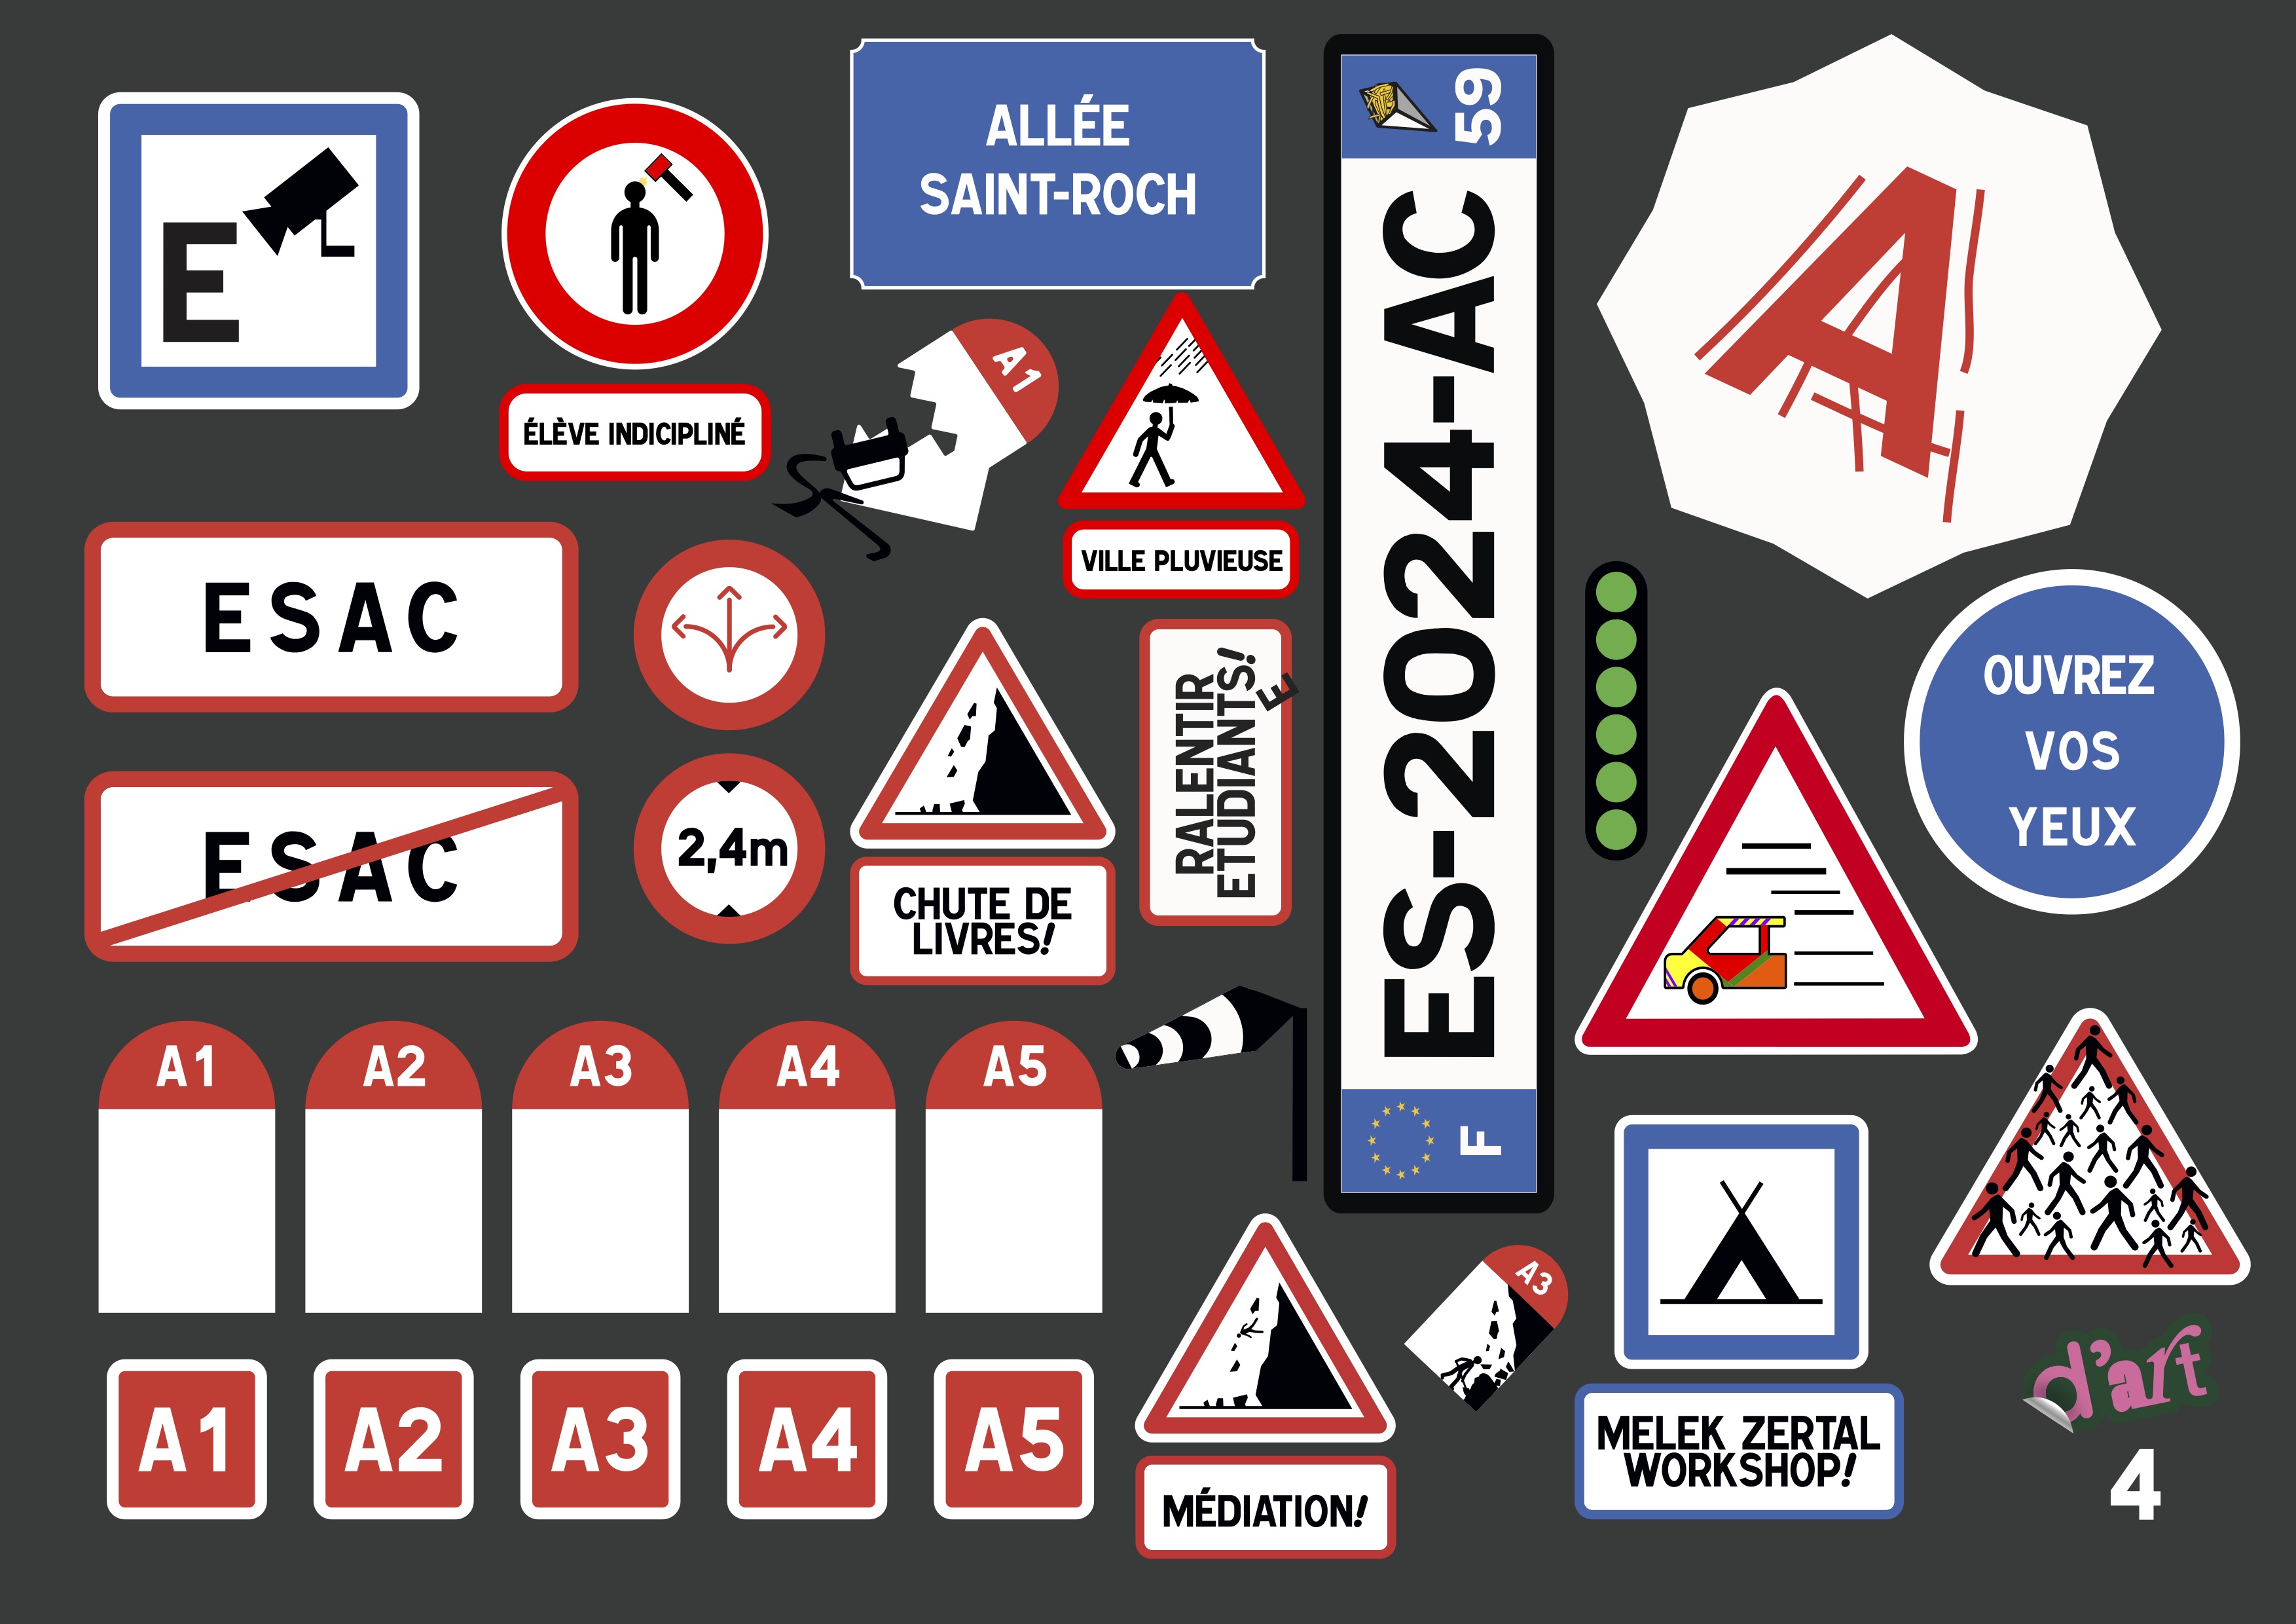 E
ÉLÈVE INDICIPLINÉ
ALLÉE
SAINT-ROCH
A1
VILLE PLUVIEUSE
59
ES-2024-AC
F
A
ESAC
ESAC
2,4m
CHUTE DE
LIVRES!
RALENTIR
ETUDIANTS!
E
OUVREZ
VOS
YEUX
A1
A2
A3
A4
A5
A1
A2
A3
A4
A5
MÉDIATION!
A3
MELEK ZERTAL
WORKSHOP!
d'art
4